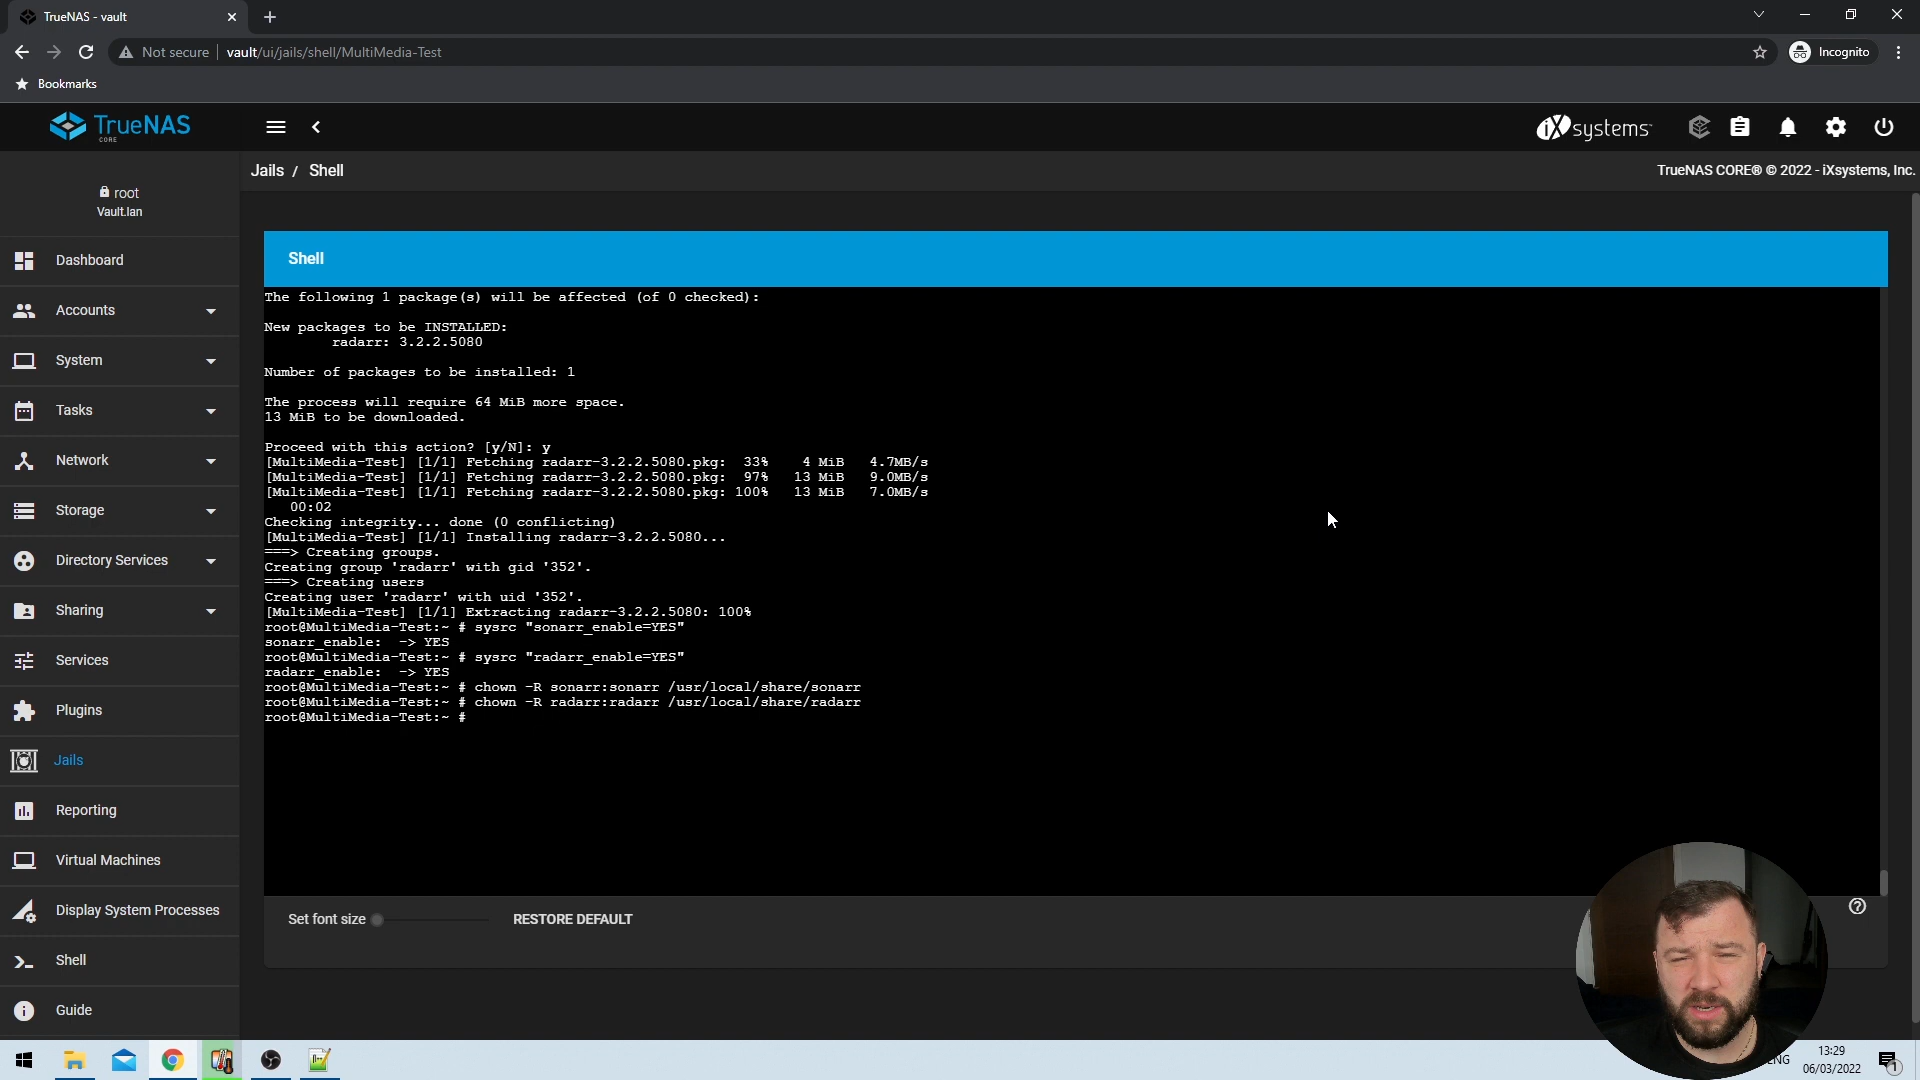 TrueNAS - vault
Not secure
vault/ui/jails/shell/MultiMedia-Test
Incognito
Bookmarks
TrueNAS
CORE
iXsystems
root
Vault.lan
Jails / Shell
TrueNAS CORE® © 2022 - iXsystems, Inc.
Dashboard
Accounts
System
Tasks
Network
Storage
Directory Services
Sharing
Services
Plugins
Jails
Reporting
Virtual Machines
Display System Processes
Shell
Guide
Shell
The following 1 package(s) will be affected (of 0 checked):
New packages to be INSTALLED:
radarr: 3.2.2.5080
Number of packages to be installed: 1
The process will require 64 MiB more space.
13 MiB to be downloaded.
Proceed with this action? [y/N]: y
[MultiMedia-Test] [1/1] Fetching radarr-3.2.2.5080.pkg:  33%    4 MiB   4.7MB/s
[MultiMedia-Test] [1/1] Fetching radarr-3.2.2.5080.pkg:  97%   13 MiB   9.0MB/s
[MultiMedia-Test] [1/1] Fetching radarr-3.2.2.5080.pkg: 100%   13 MiB   7.0MB/s
00:02
Checking integrity... done (0 conflicting)
[MultiMedia-Test] [1/1] Installing radarr-3.2.2.5080...
===> Creating groups.
Creating group 'radarr' with gid '352'.
===> Creating users
Creating user 'radarr' with uid '352'.
[MultiMedia-Test] [1/1] Extracting radarr-3.2.2.5080: 100%
root@MultiMedia-Test:~ # sysrc "sonarr_enable=YES"
sonarr_enable:  -> YES
root@MultiMedia-Test:~ # sysrc "radarr_enable=YES"
radarr_enable:  -> YES
root@MultiMedia-Test:~ # chown -R sonarr:sonarr /usr/local/share/sonarr
root@MultiMedia-Test:~ # chown -R radarr:radarr /usr/local/share/radarr
root@MultiMedia-Test:~ #
Set font size
RESTORE DEFAULT
13:29
06/03/2022
1